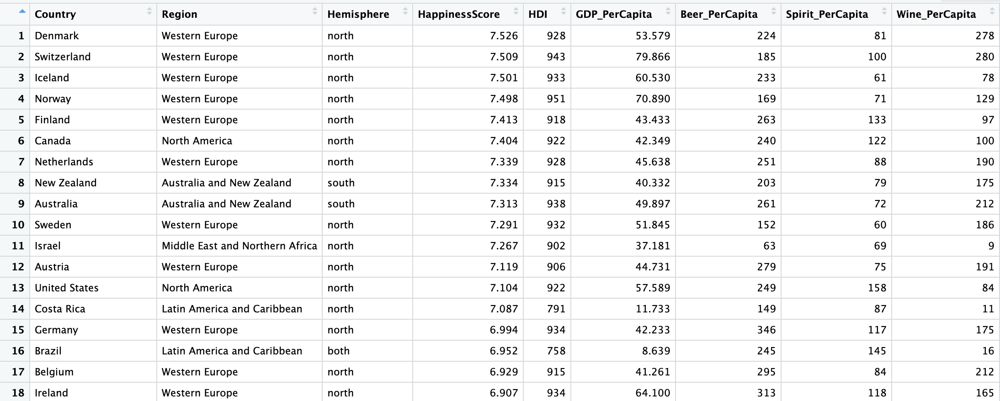 Country Region Hemisphere HappinessScore HDI GDP_PerCapita Beer_PerCapita Spirit_PerCapita Wine_PerCapita
1 Denmark Western Europe north 7.526 928 53.579 224 81 278
2 Switzerland Western Europe north 7.509 943 79.866 185 100 280
3 Iceland Western Europe north 7.501 933 60.530 233 61 78
4 Norway Western Europe north 7.498 951 70.890 169 71 129
5 Finland Western Europe north 7.413 918 43.433 263 133 97
6 Canada North America north 7.404 922 42.349 240 122 100
7 Netherlands Western Europe north 7.339 928 45.638 251 88 190
8 New Zealand Australia and New Zealand south 7.334 915 40.332 203 79 175
9 Australia Australia and New Zealand south 7.313 938 49.897 261 72 212
10 Sweden Western Europe north 7.291 932 51.845 152 60 186
11 Israel Middle East and Northern Africa north 7.267 902 37.181 63 69 9
12 Austria Western Europe north 7.119 906 44.731 279 75 191
13 United States North America north 7.104 922 57.589 249 158 84
14 Costa Rica Latin America and Caribbean north 7.087 791 11.733 149 87 11
15 Germany Western Europe north 6.994 934 42.233 346 117 175
16 Brazil Latin America and Caribbean both 6.952 758 8.639 245 145 16
17 Belgium Western Europe north 6.929 915 41.261 295 84 212
18 Ireland Western Europe north 6.907 934 64.100 313 118 165